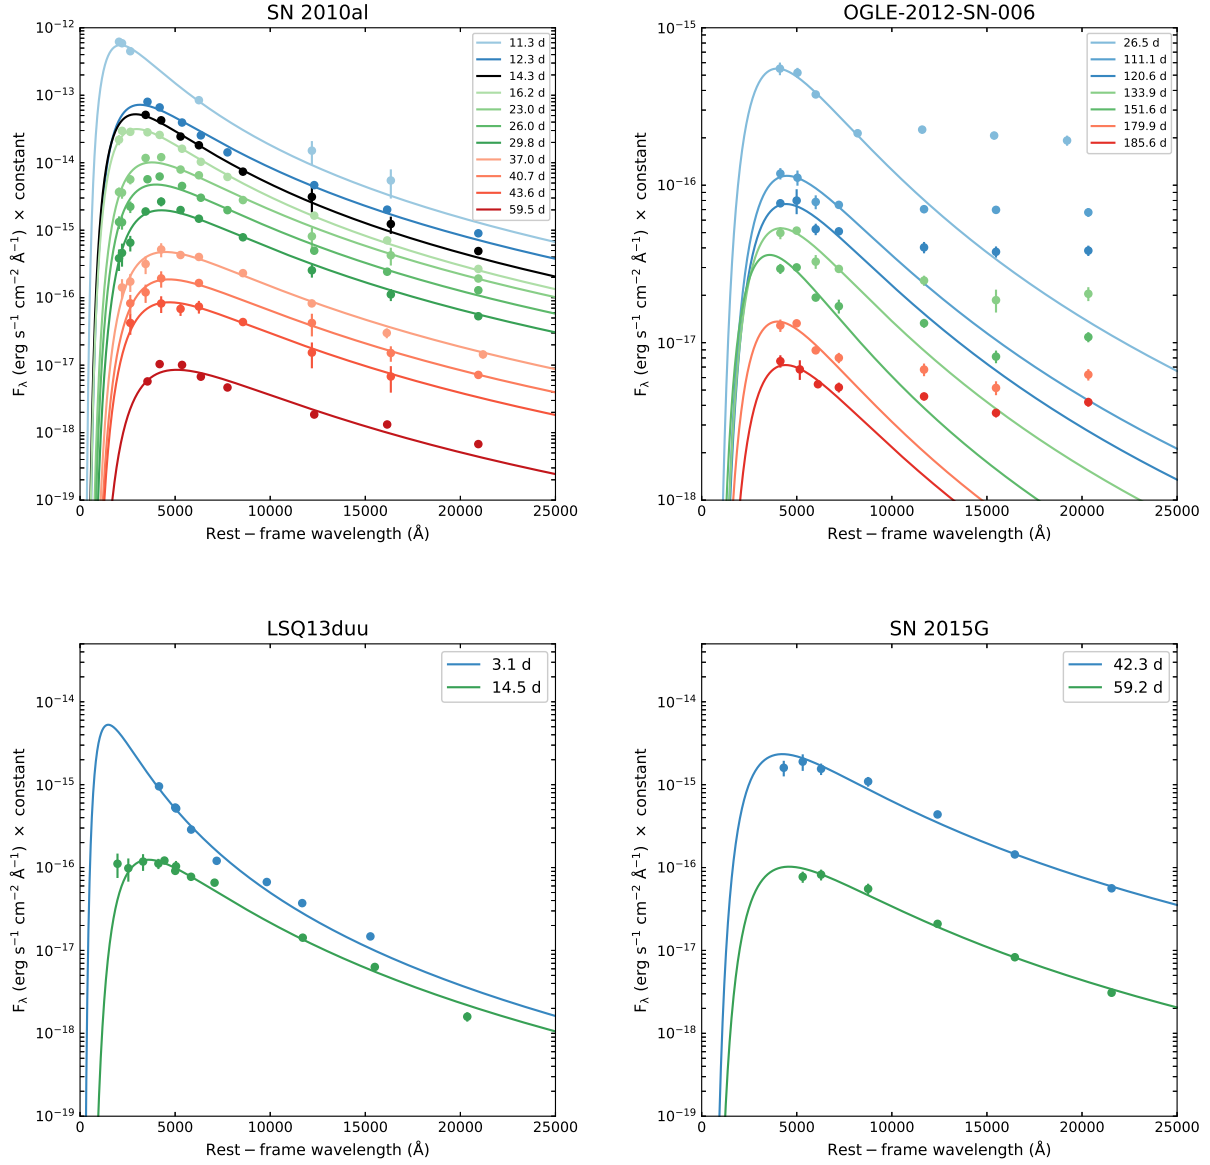 SN 2010al
10⁻¹²
10⁻¹³
10⁻¹⁴
10⁻¹⁵
10⁻¹⁶
10⁻¹⁷
10⁻¹⁸
10⁻¹⁹
F_λ (erg s⁻¹ cm⁻² Å⁻¹) × constant
11.3 d
12.3 d
14.3 d
16.2 d
23.0 d
26.0 d
29.8 d
37.0 d
40.7 d
43.6 d
59.5 d
0 5000 10000 15000 20000 25000
Rest − frame wavelength (Å)
OGLE-2012-SN-006
10⁻¹⁵
10⁻¹⁶
10⁻¹⁷
10⁻¹⁸
F_λ (erg s⁻¹ cm⁻² Å⁻¹) × constant
26.5 d
111.1 d
120.6 d
133.9 d
151.6 d
179.9 d
185.6 d
0 5000 10000 15000 20000 25000
Rest − frame wavelength (Å)
LSQ13duu
10⁻¹⁴
10⁻¹⁵
10⁻¹⁶
10⁻¹⁷
10⁻¹⁸
10⁻¹⁹
F_λ (erg s⁻¹ cm⁻² Å⁻¹) × constant
3.1 d
14.5 d
0 5000 10000 15000 20000 25000
Rest − frame wavelength (Å)
SN 2015G
10⁻¹⁴
10⁻¹⁵
10⁻¹⁶
10⁻¹⁷
10⁻¹⁸
10⁻¹⁹
F_λ (erg s⁻¹ cm⁻² Å⁻¹) × constant
42.3 d
59.2 d
0 5000 10000 15000 20000 25000
Rest − frame wavelength (Å)